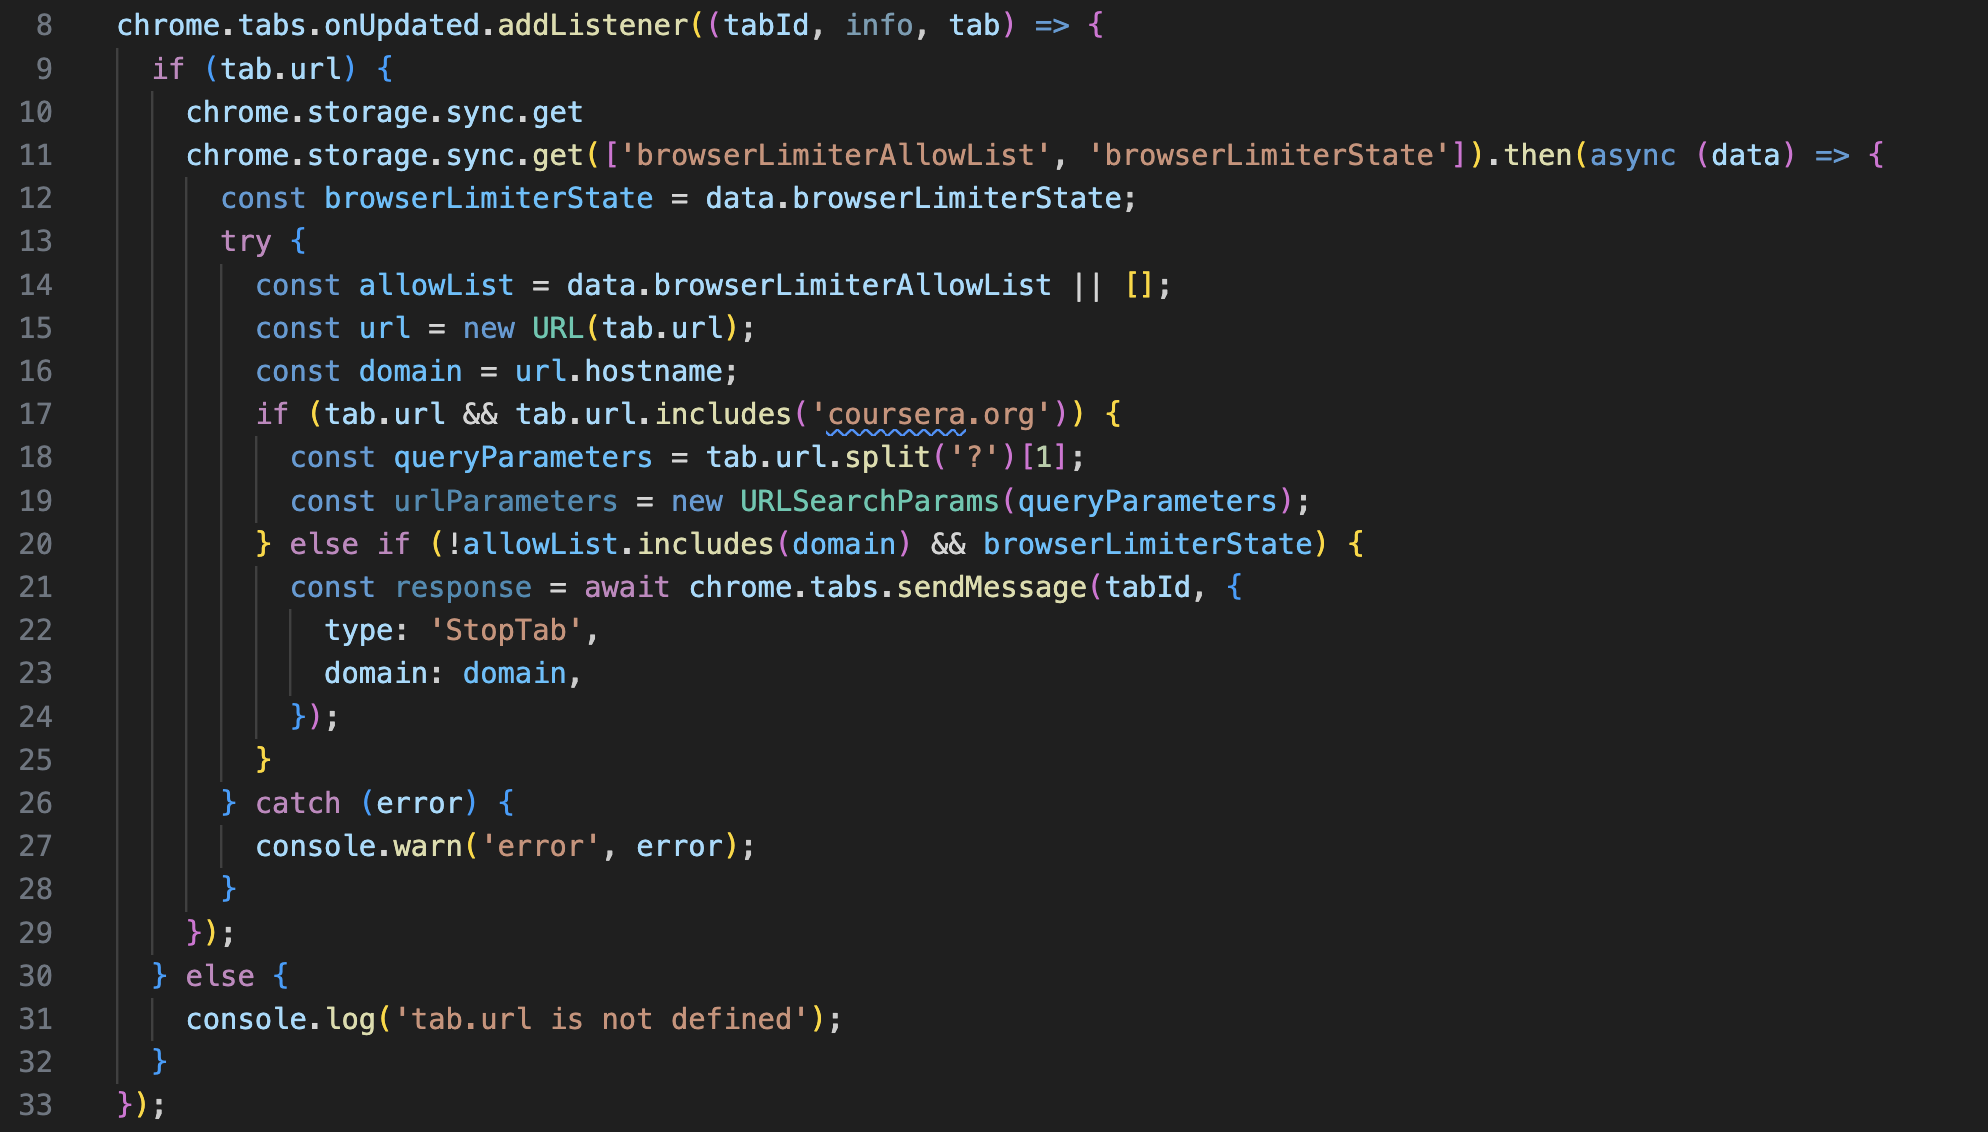 8 chrome.tabs.onUpdated.addListener((tabId, info, tab) => {
9 if (tab.url) {
10 chrome.storage.sync.get
11 chrome.storage.sync.get(['browserLimiterAllowList', 'browserLimiterState']).then(async (data) => {
12 const browserLimiterState = data.browserLimiterState;
13 try {
14 const allowList = data.browserLimiterAllowList || [];
15 const url = new URL(tab.url);
16 const domain = url.hostname;
17 if (tab.url && tab.url.includes('coursera.org')) {
18 const queryParameters = tab.url.split('?')[1];
19 const urlParameters = new URLSearchParams(queryParameters);
20 } else if (!allowList.includes(domain) && browserLimiterState) {
21 const response = await chrome.tabs.sendMessage(tabId, {
22 type: 'StopTab',
23 domain: domain,
24 });
25 }
26 } catch (error) {
27 console.warn('error', error);
28 }
29 });
30 } else {
31 console.log('tab.url is not defined');
32 }
33 });